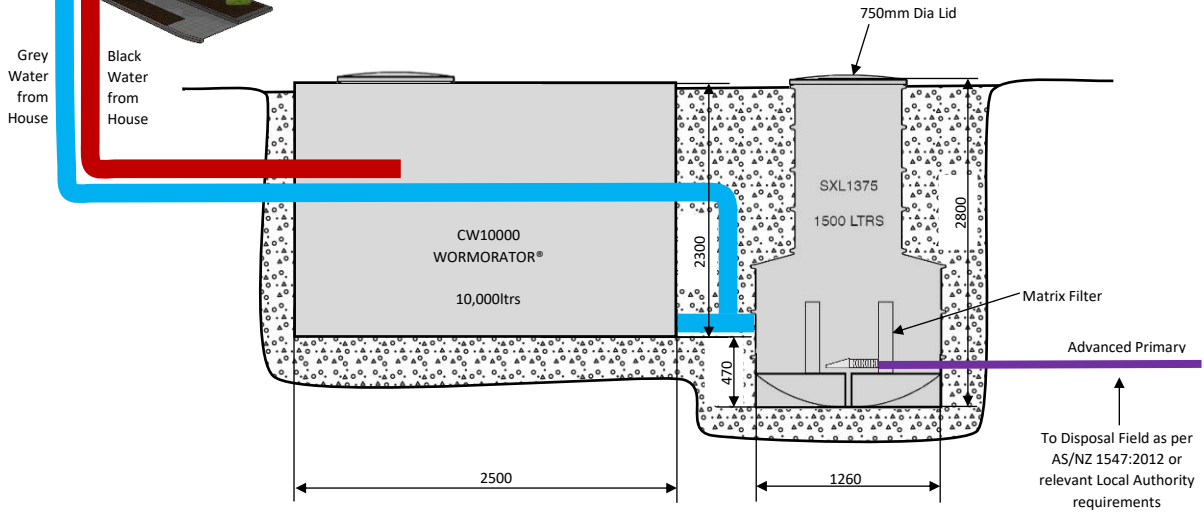 750mm Dia Lid
Grey
Water
from
House
Black
Water
from
House
SXL1375
1500 LTRS
2800
2300
CW10000
WORMORATOR®
10,000ltrs
Matrix Filter
Advanced Primary
470
To Disposal Field as per
AS/NZ 1547:2012 or
relevant Local Authority
requirements
2500
1260